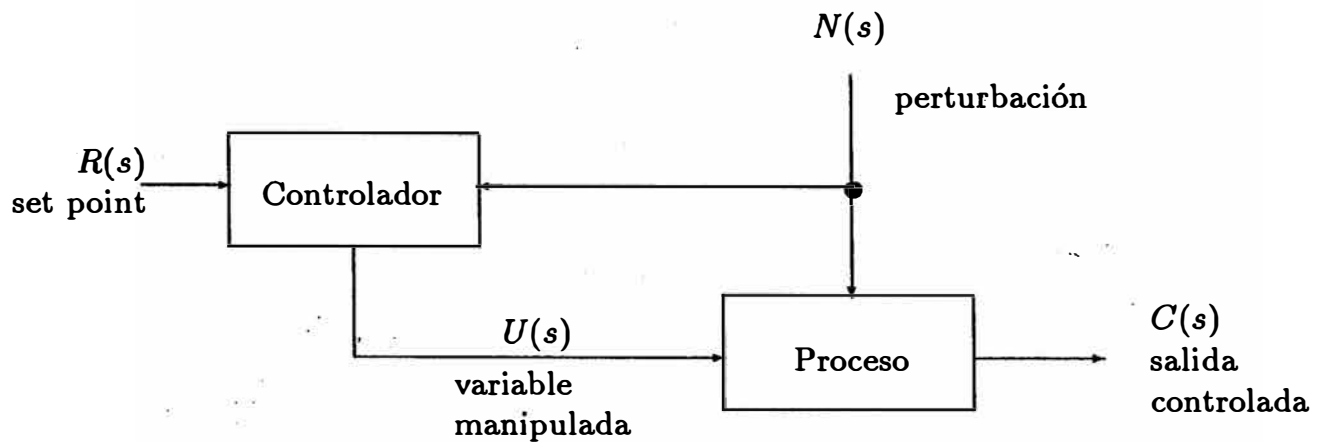 N(s)
perturbación
R(s)
set point
Controlador
U(s)
variable
manipulada
Proceso
C(s)
salida
controlada